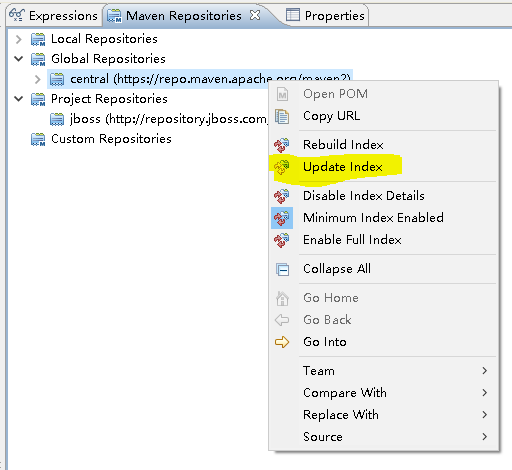 Expressions Maven Repositories Properties
Local Repositories
Global Repositories
central (https://repo.maven.apache.org/maven2)
Project Repositories
jboss (http://repository.jboss.com
Custom Repositories
Open POM
Copy URL
Rebuild Index
Update Index
Disable Index Details
Minimum Index Enabled
Enable Full Index
Collapse All
Go Home
Go Back
Go Into
Team
Compare With
Replace With
Source